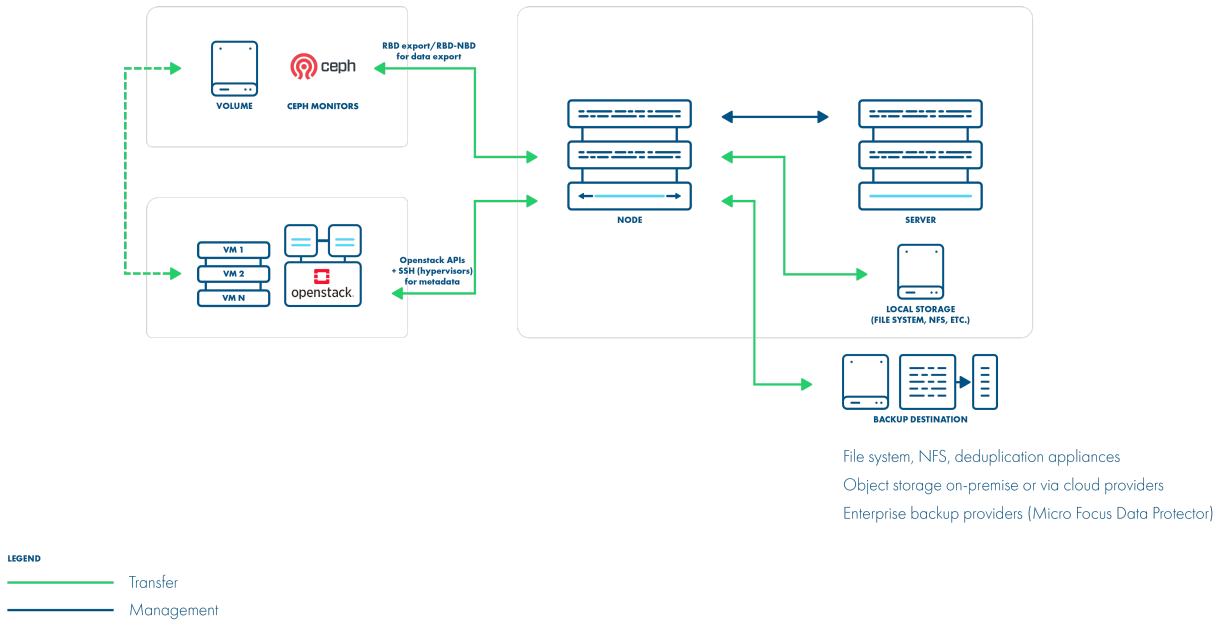 RBD export/RBD-NBD
for data export
ceph
VOLUME
CEPH MONITORS
NODE
SERVER
VM 1
VM 2
VM N
openstack.
Openstack APIs
+ SSH (hypervisors)
for metadata
LOCAL STORAGE
(FILE SYSTEM, NFS, ETC.)
BACKUP DESTINATION
File system, NFS, deduplication appliances
Object storage on-premise or via cloud providers
Enterprise backup providers (Micro Focus Data Protector)
LEGEND
Transfer
Management